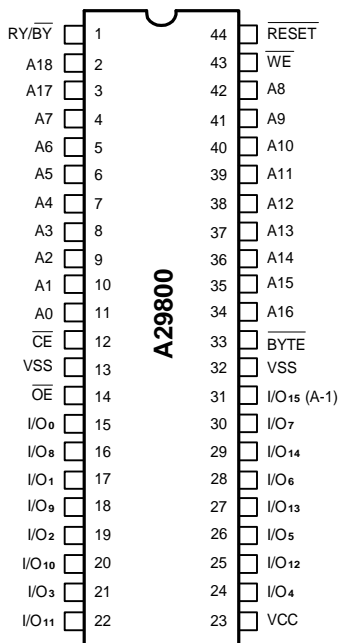 RY/BY 1 44 RESET
A18 2 43 WE
A17 3 42 A8
A7 4 41 A9
A6 5 40 A10
A5 6 39 A11
A4 7 38 A12
A3 8 37 A13
A2 9 36 A14
A1 10 35 A15
A0 11 34 A16
CE 12 33 BYTE
VSS 13 32 VSS
OE 14 31 I/O15 (A-1)
I/O0 15 30 I/O7
I/O8 16 29 I/O14
I/O1 17 28 I/O6
I/O9 18 27 I/O13
I/O2 19 26 I/O5
I/O10 20 25 I/O12
I/O3 21 24 I/O4
I/O11 22 23 VCC
A29800